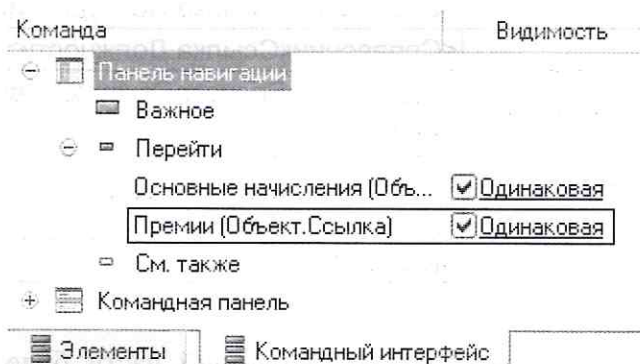 Команда Видимость
Панель навигации
Важное
Перейти
Основные начисления (Объ... Одинаковая
Премии (Объект.Ссылка) Одинаковая
См. также
Командная панель
Элементы Командный интерфейс